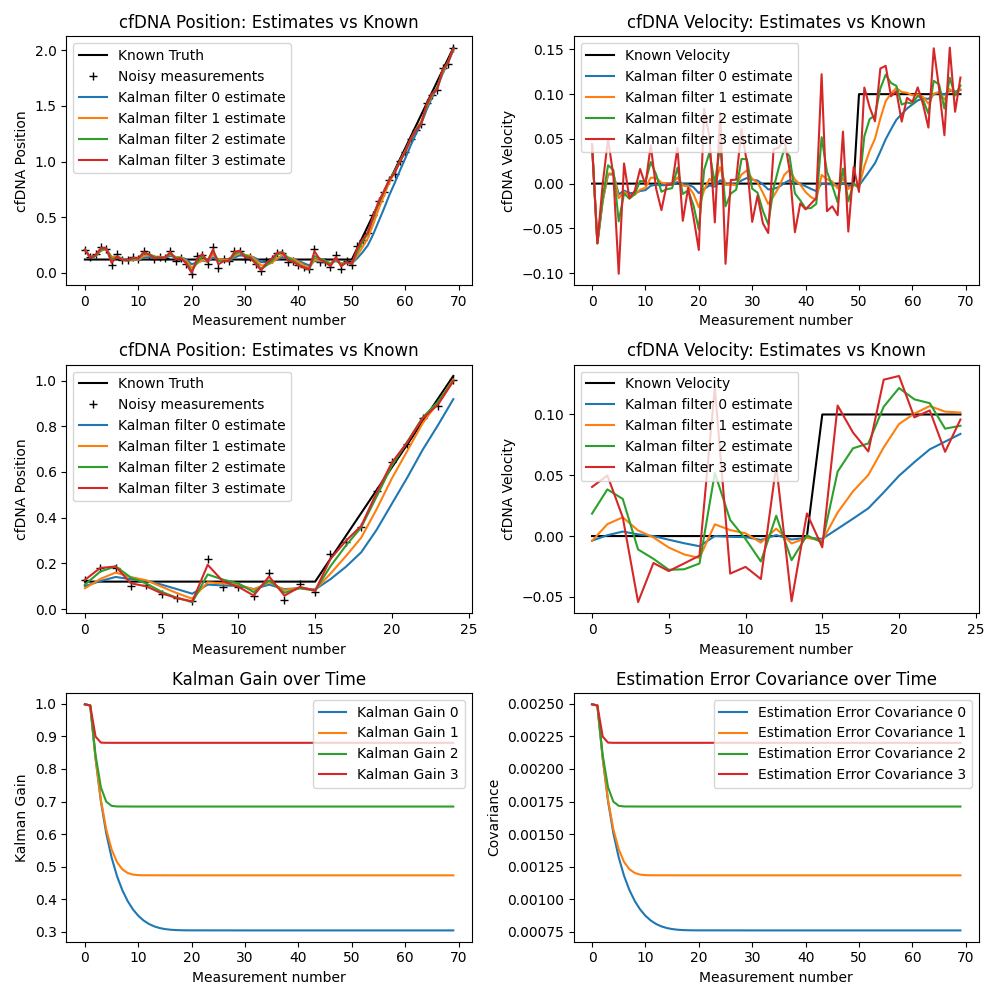 cfDNA Position: Estimates vs Known
cfDNA Position
2.0
1.5
1.0
0.5
0.0
Known Truth
Noisy measurements
Kalman filter 0 estimate
Kalman filter 1 estimate
Kalman filter 2 estimate
Kalman filter 3 estimate
0 10 20 30 40 50 60 70
Measurement number
cfDNA Velocity: Estimates vs Known
cfDNA Velocity
0.15
0.10
0.05
0.00
−0.05
−0.10
Known Velocity
Kalman filter 0 estimate
Kalman filter 1 estimate
Kalman filter 2 estimate
Kalman filter 3 estimate
0 10 20 30 40 50 60 70
Measurement number
cfDNA Position: Estimates vs Known
cfDNA Position
1.0
0.8
0.6
0.4
0.2
0.0
Known Truth
Noisy measurements
Kalman filter 0 estimate
Kalman filter 1 estimate
Kalman filter 2 estimate
Kalman filter 3 estimate
0 5 10 15 20 25
Measurement number
cfDNA Velocity: Estimates vs Known
cfDNA Velocity
0.10
0.05
0.00
−0.05
Known Velocity
Kalman filter 0 estimate
Kalman filter 1 estimate
Kalman filter 2 estimate
Kalman filter 3 estimate
0 5 10 15 20 25
Measurement number
Kalman Gain over Time
Kalman Gain
1.0
0.9
0.8
0.7
0.6
0.5
0.4
0.3
Kalman Gain 0
Kalman Gain 1
Kalman Gain 2
Kalman Gain 3
0 10 20 30 40 50 60 70
Measurement number
Estimation Error Covariance over Time
Covariance
0.00250
0.00225
0.00200
0.00175
0.00150
0.00125
0.00100
0.00075
Estimation Error Covariance 0
Estimation Error Covariance 1
Estimation Error Covariance 2
Estimation Error Covariance 3
0 10 20 30 40 50 60 70
Measurement number